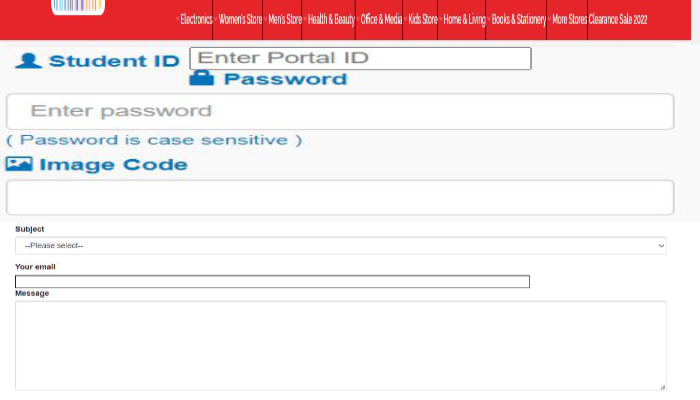 Electronics Women's Store Men's Store Health & Beauty Office & Media Kids Store Home & Living Books & Stationery More Stores Clearance Sale 2022
Student ID Enter Portal ID
Password
Enter password
( Password is case sensitive )
Image Code
Subject
--Please select--
Your email
Message